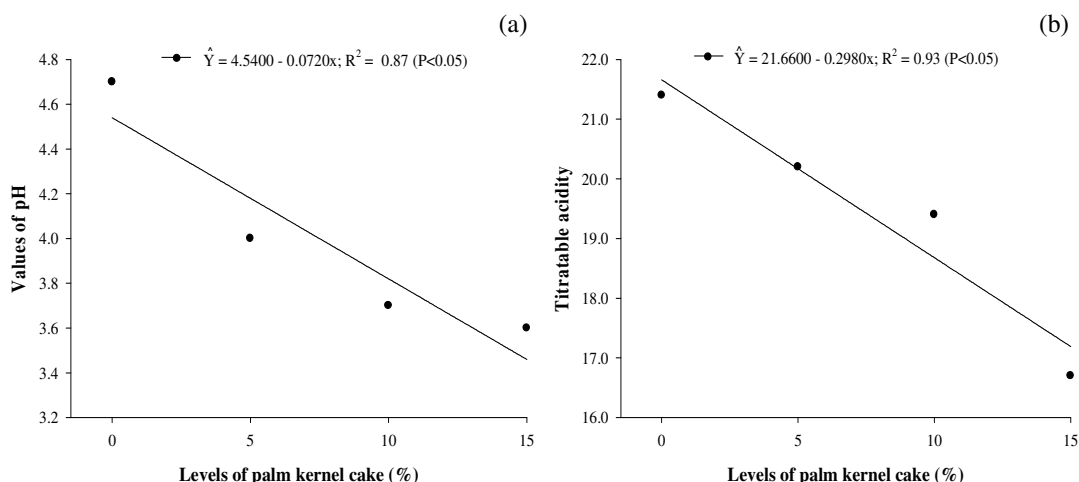 (a)
Ŷ = 4.5400 - 0.0720x; R² = 0.87 (P<0.05)
4.8
4.6
4.4
4.2
4.0
3.8
3.6
3.4
3.2
Values of pH
0 5 10 15
Levels of palm kernel cake (%)
(b)
Ŷ = 21.6600 - 0.2980x; R² = 0.93 (P<0.05)
22.0
21.0
20.0
19.0
18.0
17.0
16.0
Titratable acidity
0 5 10 15
Levels of palm kernel cake (%)